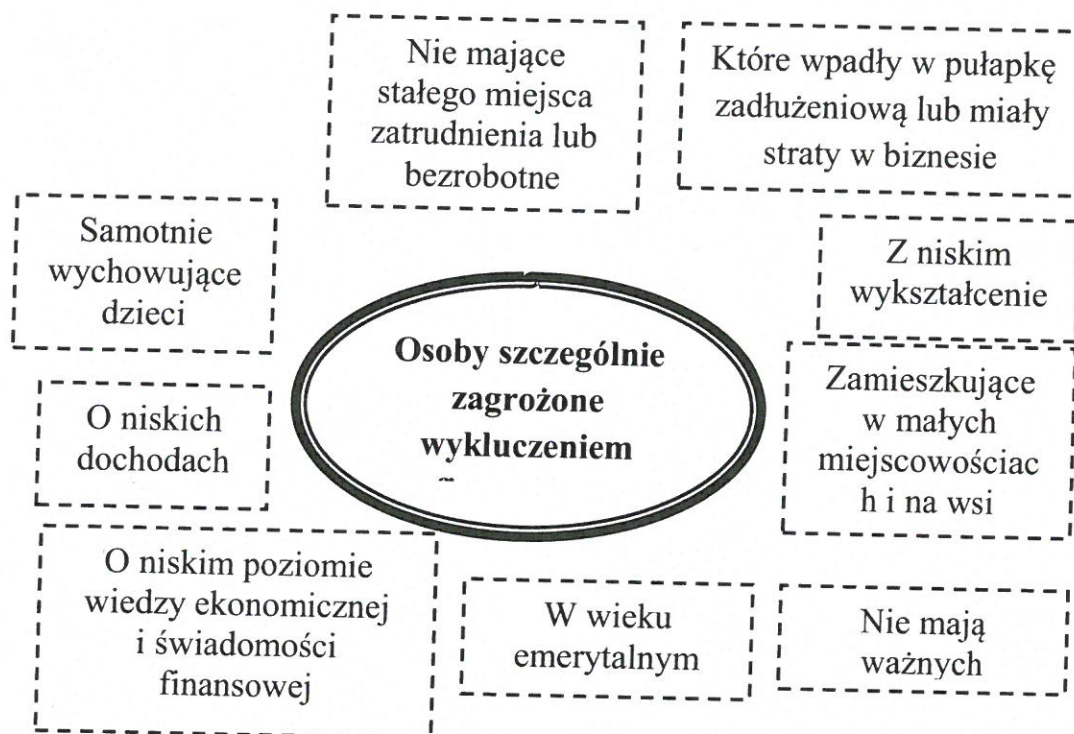 Nie mające
stałego miejsca
zatrudnienia lub
bezrobotne
Które wpadły w pułapkę
zadłużeniową lub miały
straty w biznesie
Samotnie
wychowujące
dzieci
Z niskim
wykształcenie
Osoby szczególnie
zagrożone
wykluczeniem
Zamieszkujące
w małych
miejscowościac
h i na wsi
O niskich
dochodach
O niskim poziomie
wiedzy ekonomicznej
i świadomości
finansowej
W wieku
emerytalnym
Nie mają
ważnych